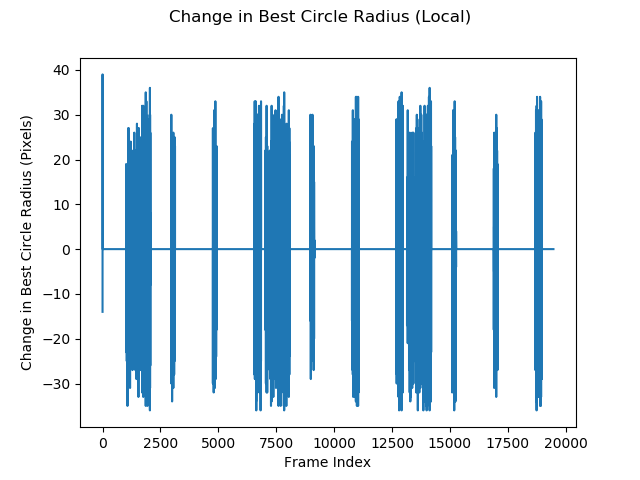 Change in Best Circle Radius (Local)
Change in Best Circle Radius (Pixels)
40
30
20
10
0
−10
−20
−30
0 2500 5000 7500 10000 12500 15000 17500 20000
Frame Index